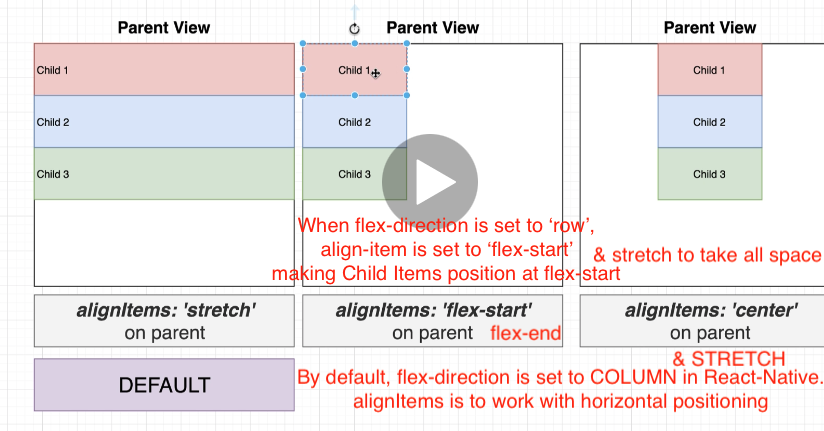 Parent View
Parent View
Parent View
Child 1
Child 2
Child 3
Child 1
Child 2
Child 3
Child 1
Child 2
Child 3
When flex-direction is set to ‘row’,
align-item is set to ‘flex-start’
making Child Items position at flex-start
& stretch to take all space
alignItems: 'stretch'
on parent
alignItems: 'flex-start'
on parent
flex-end
alignItems: 'center'
on parent
& STRETCH
DEFAULT
By default, flex-direction is set to COLUMN in React-Native.
alignItems is to work with horizontal positioning